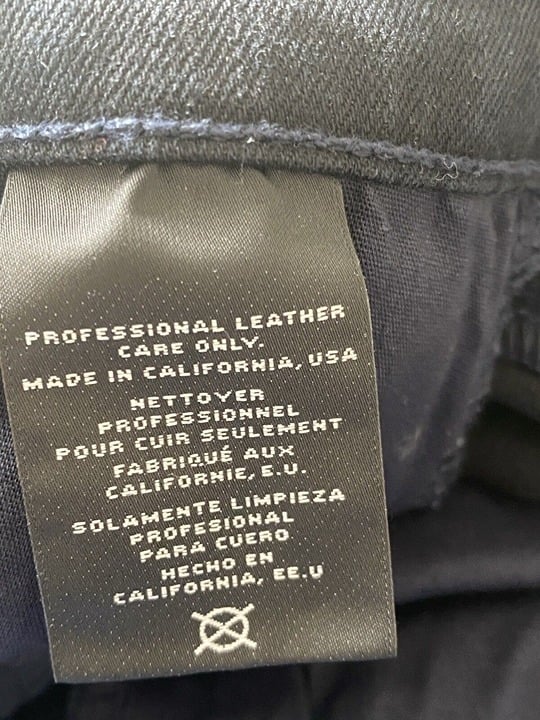 PROFESSIONAL LEATHER
CARE ONLY.
MADE IN CALIFORNIA, USA
NETTOYER
PROFESSIONNEL
POUR CUIR SEULEMENT
FABRIQUÉ AUX
CALIFORNIE, E.U.
SOLAMENTE LIMPIEZA
PROFESIONAL
PARA CUERO
HECHO EN
CALIFORNIA, EE.U